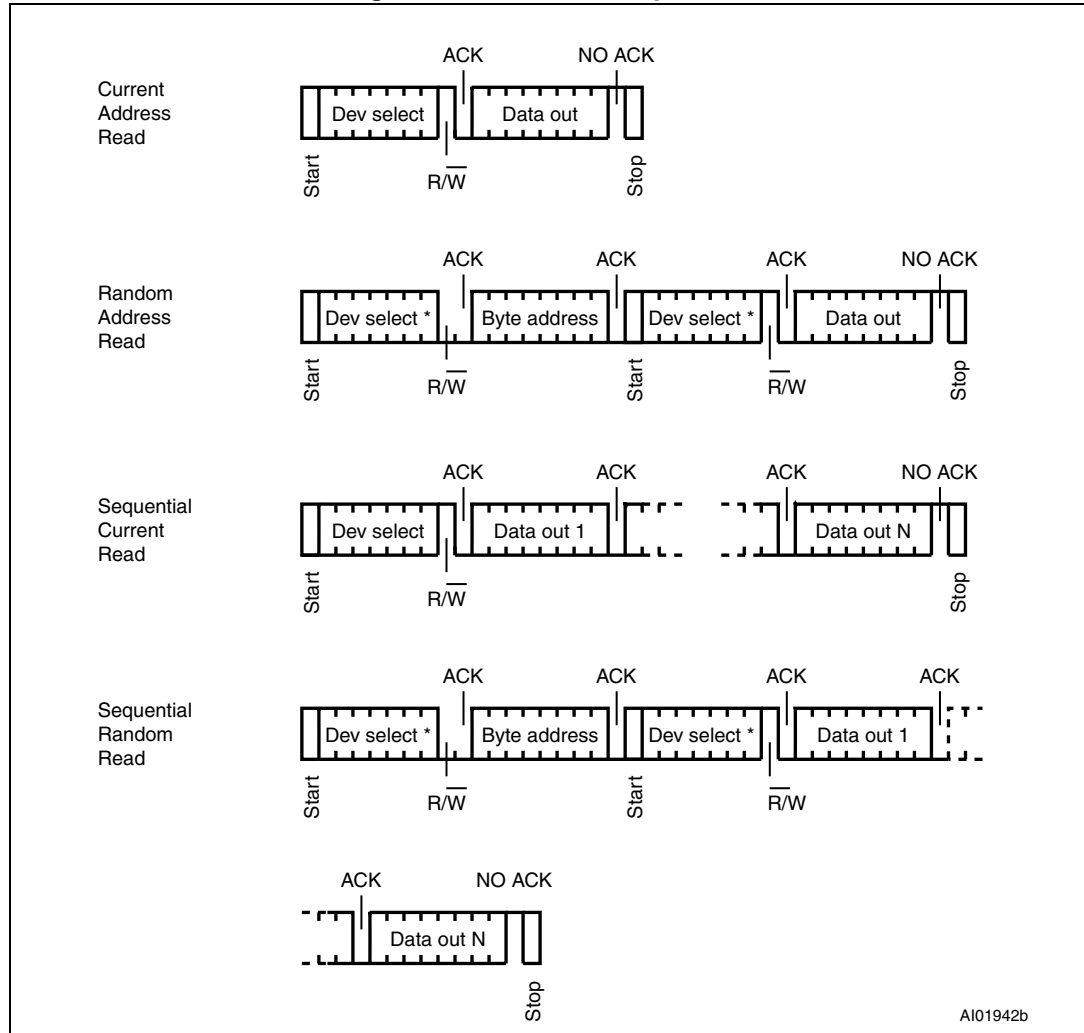 ACK NO ACK
Current
Address
Read
Dev select Data out
Start R/W Stop
ACK ACK ACK NO ACK
Random
Address
Read
Dev select * Byte address Dev select * Data out
Start R/W Start R/W Stop
ACK ACK ACK NO ACK
Sequential
Current
Read
Dev select Data out 1 Data out N
Start R/W Stop
ACK ACK ACK ACK
Sequential
Random
Read
Dev select * Byte address Dev select * Data out 1
Start R/W Start R/W
ACK NO ACK
Data out N
Stop
AI01942b